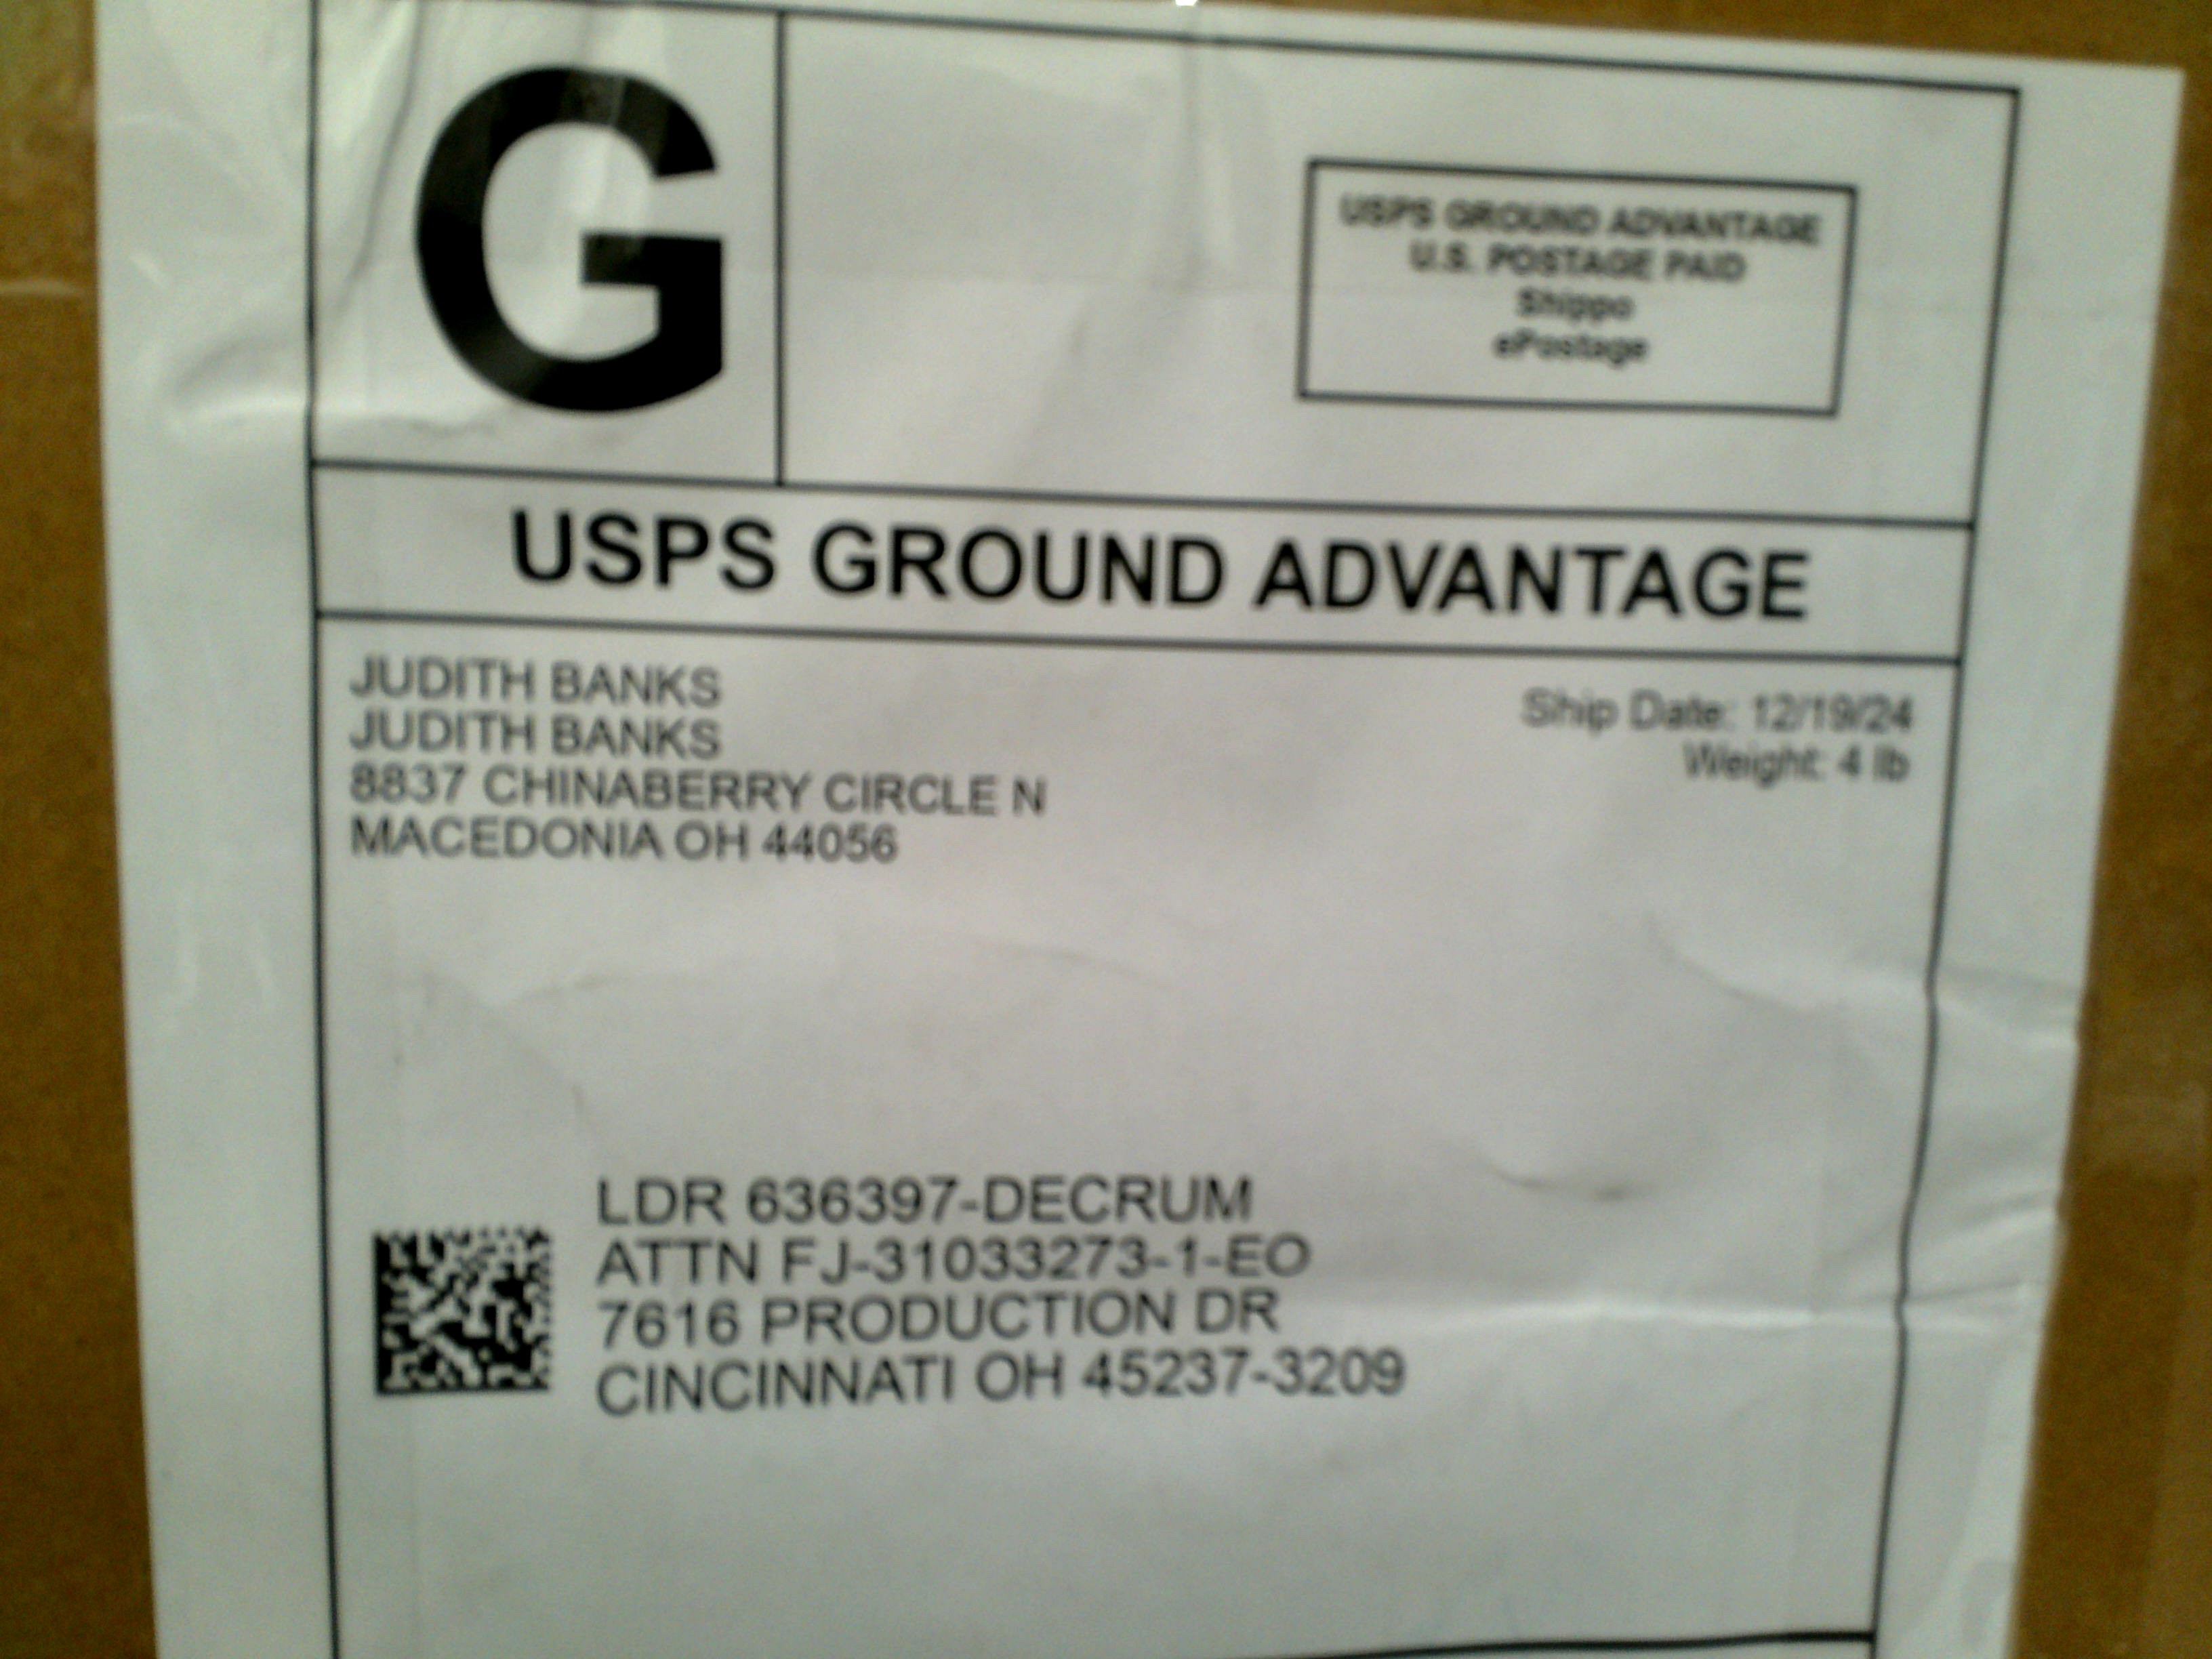 G
USPS GROUND ADVANTAGE
U.S. POSTAGE PAID
Shippo
ePostage
USPS GROUND ADVANTAGE
JUDITH BANKS
JUDITH BANKS
8837 CHINABERRY CIRCLE N
MACEDONIA OH 44056
Ship Date: 12/19/24
Weight: 4 lb
LDR 636397-DECRUM
ATTN FJ-31033273-1-EO
7616 PRODUCTION DR
CINCINNATI OH 45237-3209